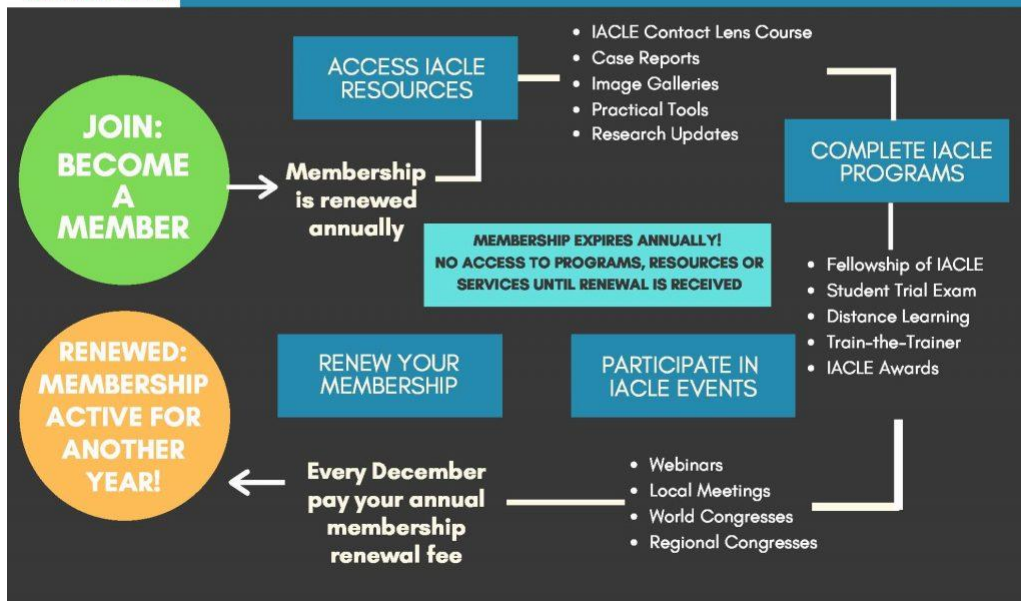 JOIN:
BECOME
A
MEMBER
Membership
is renewed
annually
ACCESS IACLE
RESOURCES
• IACLE Contact Lens Course
• Case Reports
• Image Galleries
• Practical Tools
• Research Updates
COMPLETE IACLE
PROGRAMS
• Fellowship of IACLE
• Student Trial Exam
• Distance Learning
• Train-the-Trainer
• IACLE Awards
MEMBERSHIP EXPIRES ANNUALLY!
NO ACCESS TO PROGRAMS, RESOURCES OR
SERVICES UNTIL RENEWAL IS RECEIVED
PARTICIPATE IN
IACLE EVENTS
• Webinars
• Local Meetings
• World Congresses
• Regional Congresses
RENEW YOUR
MEMBERSHIP
Every December
pay your annual
membership
renewal fee
RENEWED:
MEMBERSHIP
ACTIVE FOR
ANOTHER
YEAR!